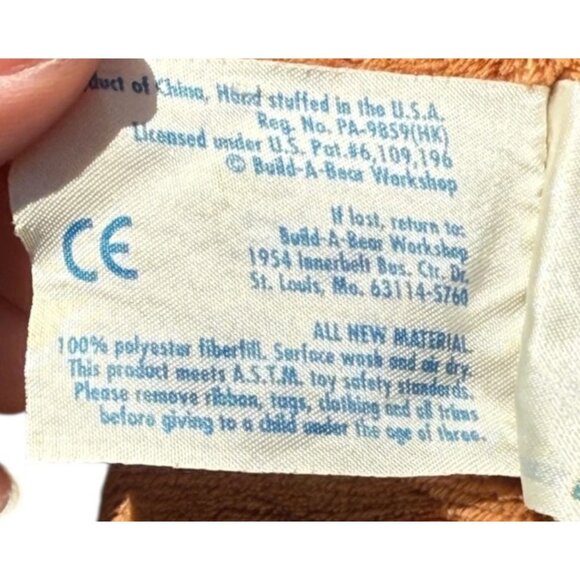 duct of China, Hand stuffed in the U.S.A.
Reg. No. PA-9859(HK)
Licensed under U.S. Pat.#6,109,196
© Build-A-Bear Workshop
If lost, return to:
Build-A-Bear Workshop
1954 Innerbelt Bus. Ctr. Dr.
St. Louis, Mo. 63114-5760
CE
ALL NEW MATERIAL
100% polyester fiberfill. Surface wash and air dry.
This product meets A.S.T.M. toy safety standards.
Please remove ribbon, tags, clothing and all trims
before giving to a child under the age of three.